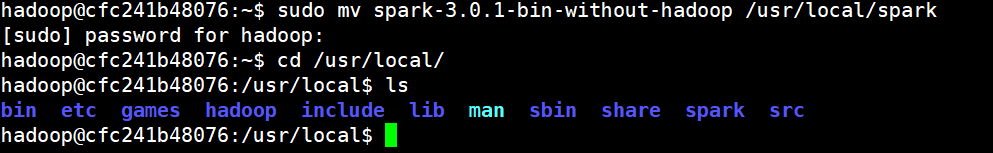 hadoop@cfc241b48076:~$ sudo mv spark-3.0.1-bin-without-hadoop /usr/local/spark
[sudo] password for hadoop:
hadoop@cfc241b48076:~$ cd /usr/local/
hadoop@cfc241b48076:/usr/local$ ls
bin  etc  games  hadoop  include  lib  man  sbin  share  spark  src
hadoop@cfc241b48076:/usr/local$